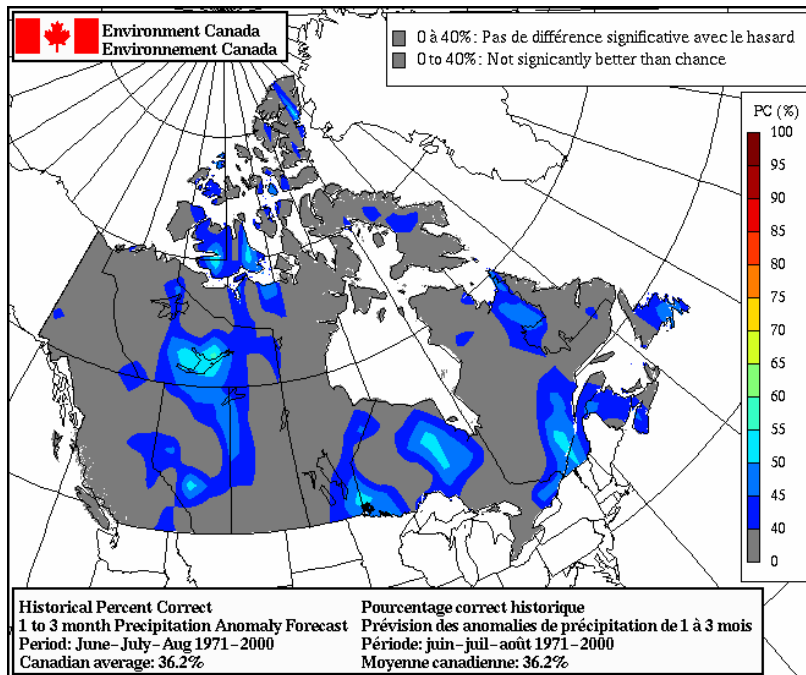 Environment Canada
Environnement Canada
0 à 40%: Pas de différence significative avec le hasard
0 to 40%: Not signicantly better than chance
PC (%)
100
95
90
85
80
75
70
65
60
55
50
45
40
0
Historical Percent Correct
1 to 3 month Precipitation Anomaly Forecast
Period: June-July-Aug 1971-2000
Canadian average: 36.2%
Pourcentage correct historique
Prévision des anomalies de précipitation de 1 à 3 mois
Période: juin-juil-août 1971-2000
Moyenne canadienne: 36.2%